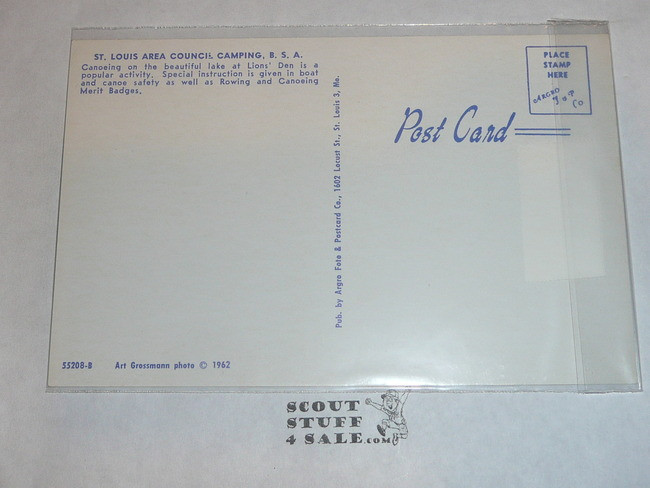 ST. LOUIS AREA COUNCIL CAMPING, B. S. A.
Canoeing on the beautiful lake at Lions' Den is a
popular activity. Special instruction is given in boat
and canoe safety as well as Rowing and Canoeing
Merit Badges.
PLACE
STAMP
HERE
ARGRO
F & P
CO
Post Card
Pub. by Argro Foto & Postcard Co., 1602 Locust St., St. Louis 3, Mo.
55208-B Art Grossmann photo © 1962
SCOUT
STUFF
4 SALE.COM